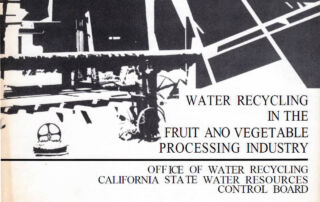 WATER RECYCLING
IN THE
FRUIT ANO VEGETABLE
PROCESSING INDUSTRY
OFFICE OF WATER RECYCLING
CALIFORNIA STATE WATER RESOURCES
CONTROL BOARD